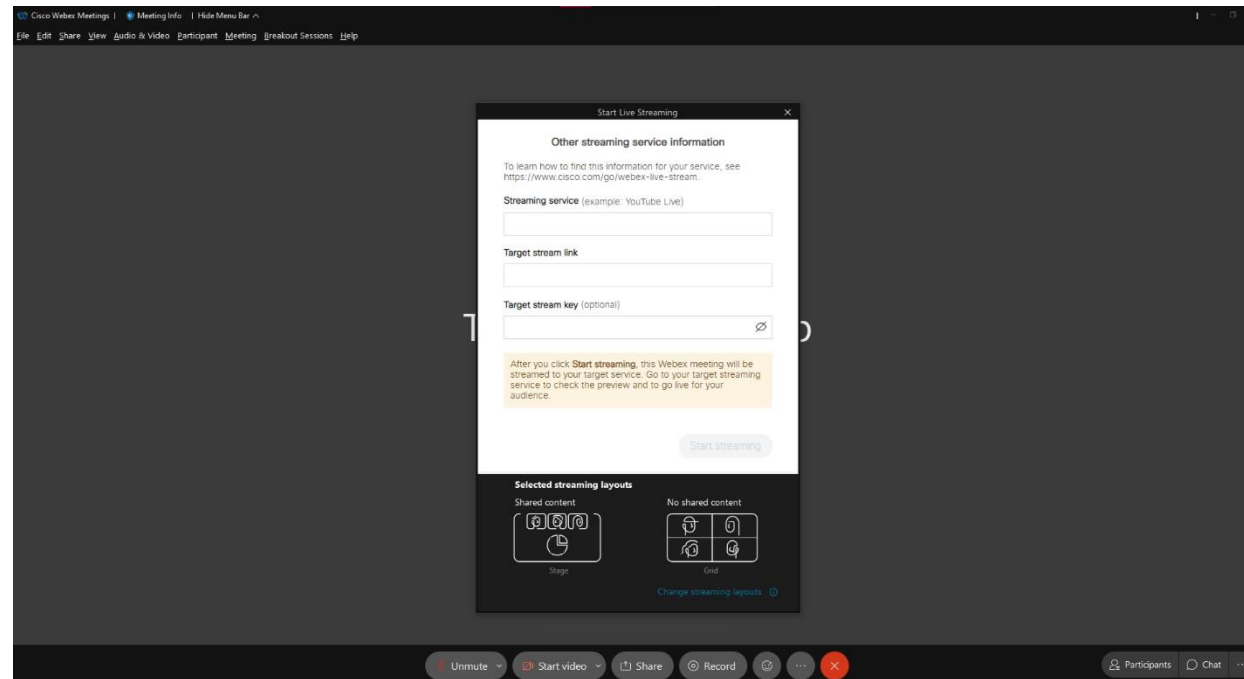 Cisco Webex Meetings | Meeting Info | Hide Menu Bar
File Edit Share View Audio & Video Participant Meeting Breakout Sessions Help
Start Live Streaming
Other streaming service information
To learn how to find this information for your service, see
https://www.cisco.com/go/webex-live-stream.
Streaming service (example: YouTube Live)
Target stream link
Target stream key (optional)
After you click Start streaming, this Webex meeting will be
streamed to your target service. Go to your target streaming
service to check the preview and to go live for your
audience.
Start streaming
Selected streaming layouts
Shared content No shared content
Stage Grid
Change streaming layouts
Unmute Start video Share Record Participants Chat